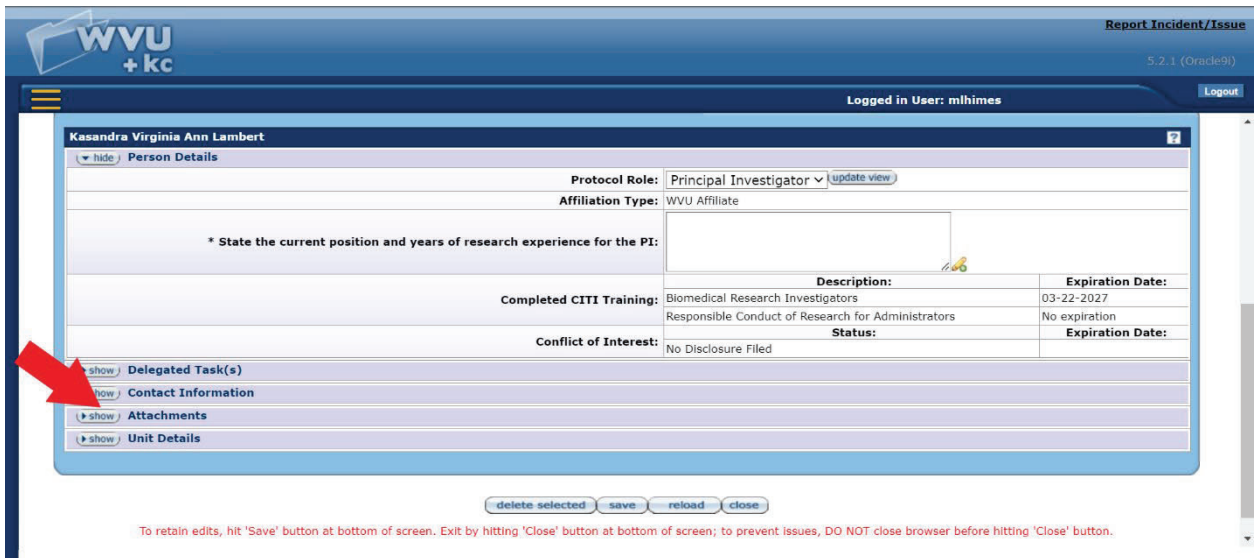 Report Incident/Issue
WVU
+ kc
5.2.1 (Oracle9i)
Logout
Logged in User: mlhimes
Kasandra Virginia Ann Lambert ?
hide Person Details
Protocol Role: Principal Investigator update view
Affiliation Type: WVU Affiliate
* State the current position and years of research experience for the PI:
Completed CITI Training: Description: Expiration Date:
Biomedical Research Investigators 03-22-2027
Responsible Conduct of Research for Administrators No expiration
Conflict of Interest: Status: Expiration Date:
No Disclosure Filed
show Delegated Task(s)
Contact Information
show Attachments
show Unit Details
delete selected save reload close
To retain edits, hit 'Save' button at bottom of screen. Exit by hitting 'Close' button at bottom of screen; to prevent issues, DO NOT close browser before hitting 'Close' button.